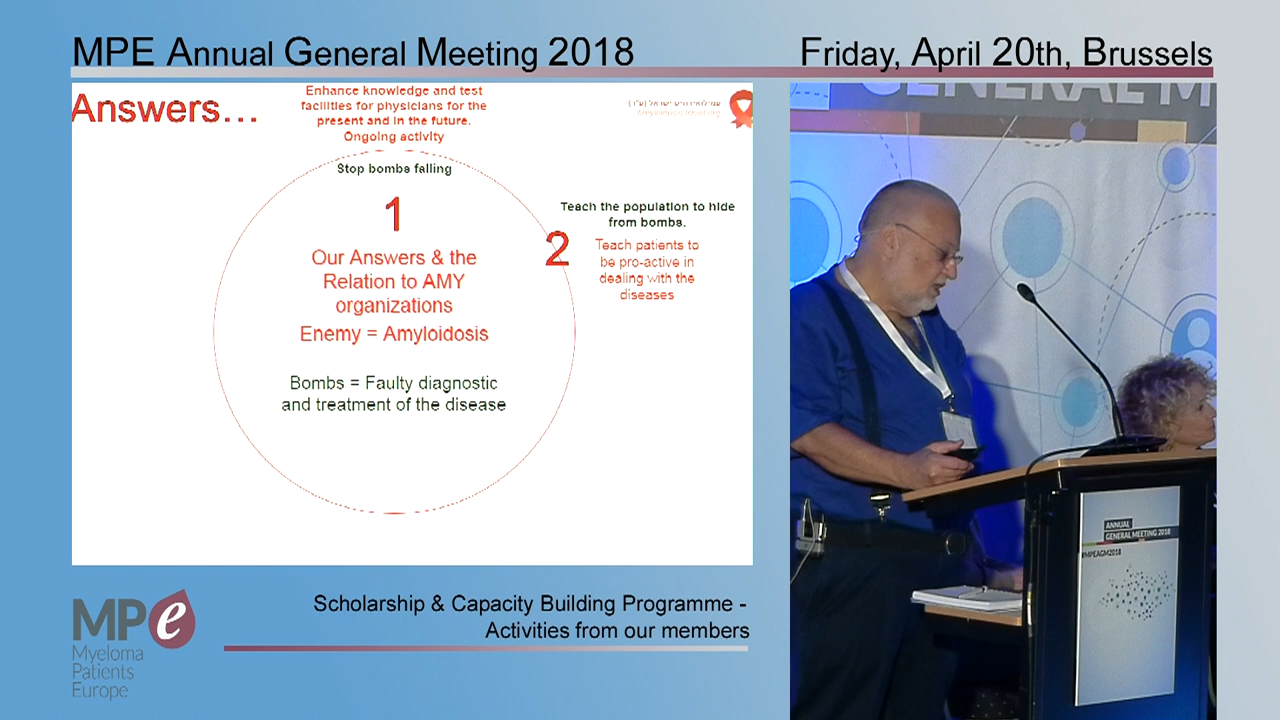 MPE Annual General Meeting 2018
Friday, April 20th, Brussels
Answers...
Enhance knowledge and test
facilities for physicians for the
present and in the future.
Ongoing activity
Stop bombs falling
1
Our Answers & the
Relation to AMY
organizations
Enemy = Amyloidosis
Bombs = Faulty diagnostic
and treatment of the disease
Teach the population to hide
from bombs.
2
Teach patients to
be pro-active in
dealing with the
diseases
GENERAL M
ANNUAL
GENERAL MEETING 2018
#MPEAGM2018
MPe
Myeloma
Patients
Europe
Scholarship & Capacity Building Programme -
Activities from our members